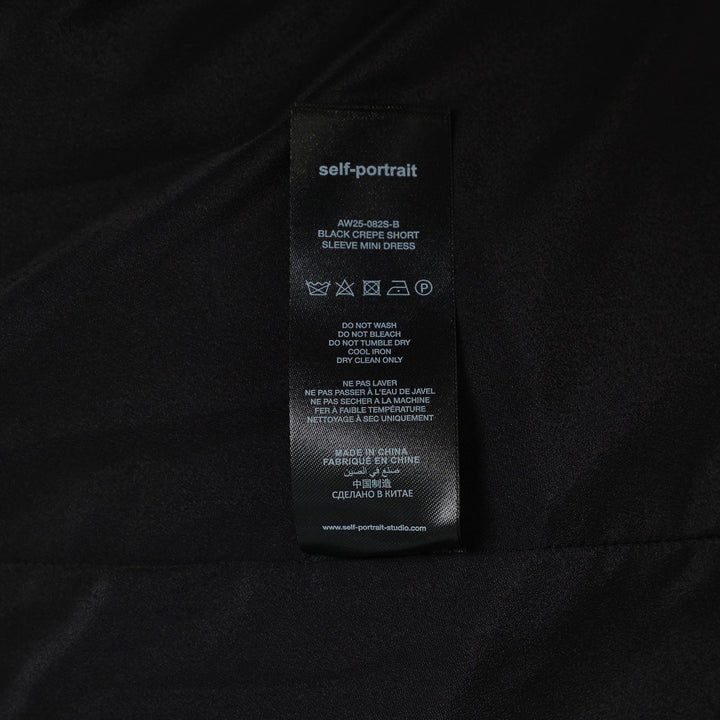 self-portrait
AW25-082S-B
BLACK CREPE SHORT
SLEEVE MINI DRESS
P
DO NOT WASH
DO NOT BLEACH
DO NOT TUMBLE DRY
COOL IRON
DRY CLEAN ONLY
NE PAS LAVER
NE PAS PASSER À L'EAU DE JAVEL
NE PAS SECHER A LA MACHINE
FER À FAIBLE TEMPÉRATURE
NETTOYAGE À SEC UNIQUEMENT
MADE IN CHINA
FABRIQUÉ EN CHINE
صنع في الصين
中国制造
СДЕЛАНО В КИТАЕ
www.self-portrait-studio.com